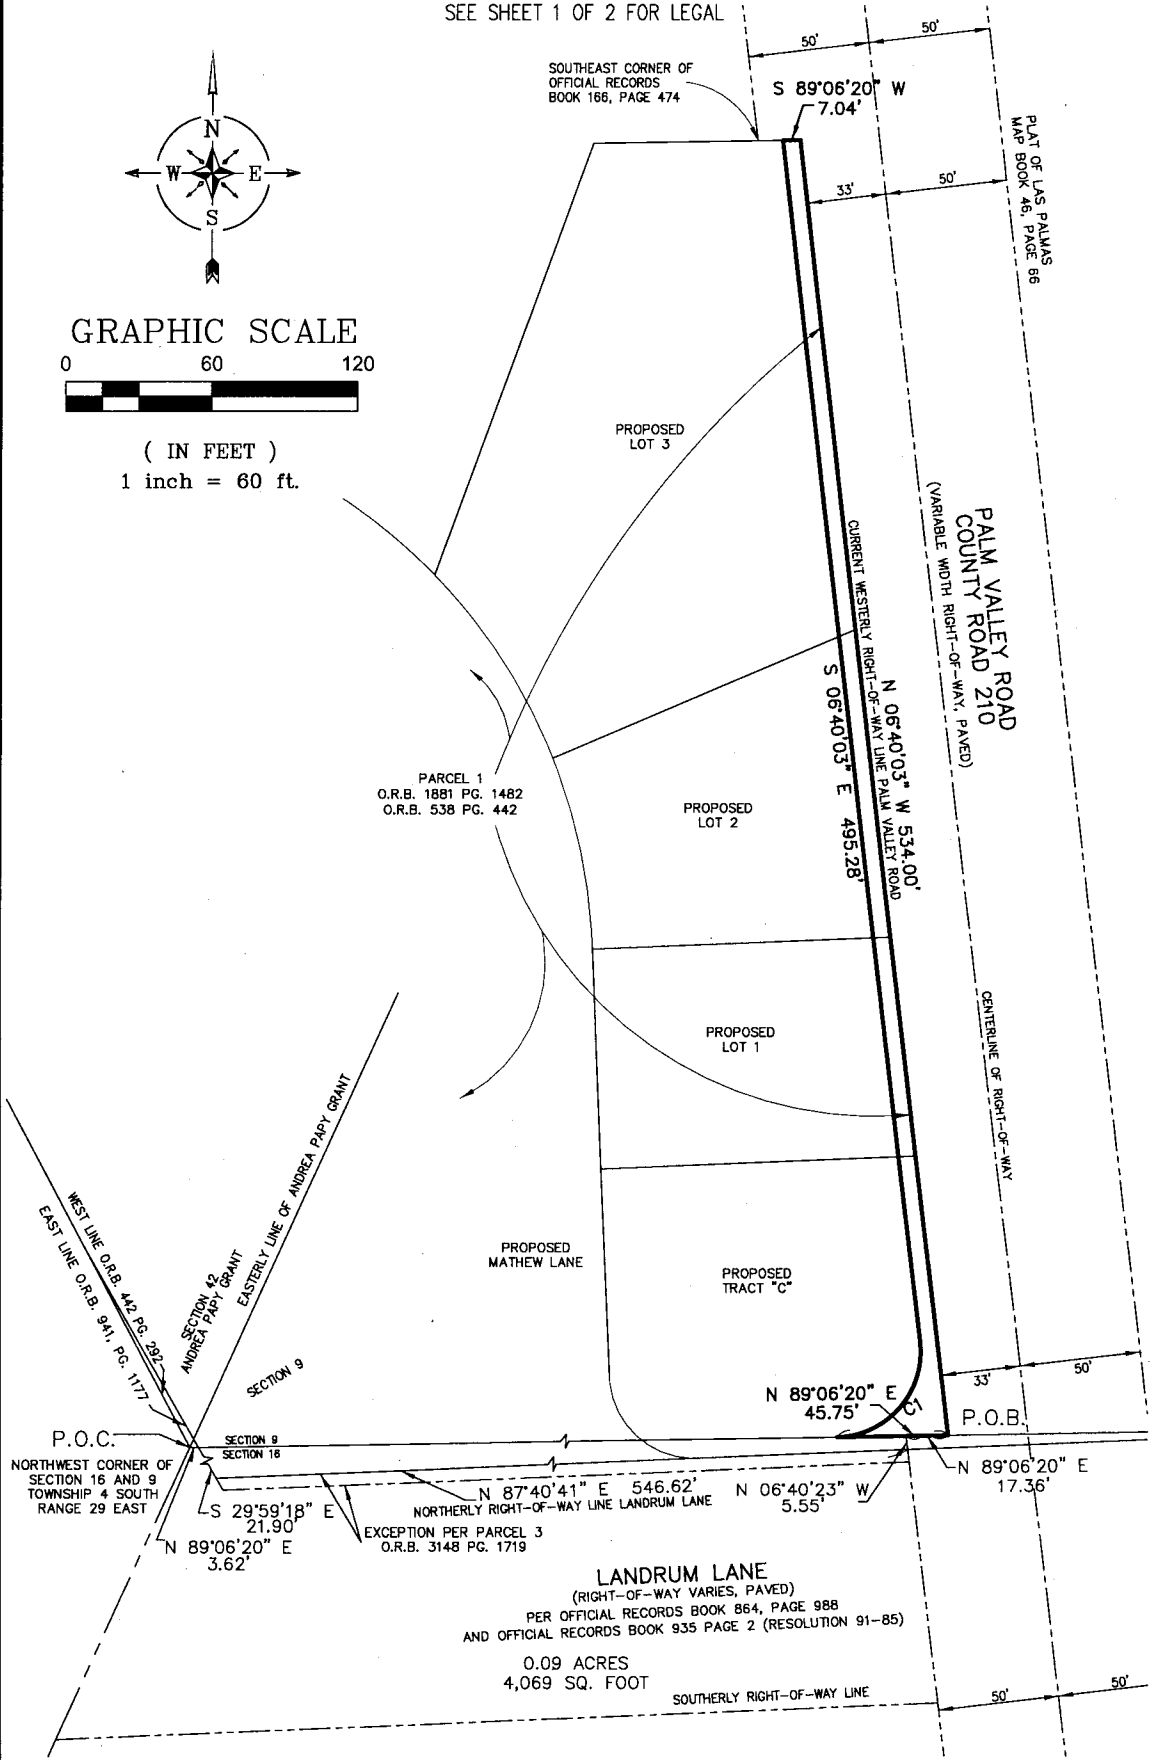 SEE SHEET 1 OF 2 FOR LEGAL
50'
50'
SOUTHEAST CORNER OF
OFFICIAL RECORDS
BOOK 166, PAGE 474
S 89°06'20" W
7.04'
PLAT OF LAS PALMAS
MAP BOOK 46, PAGE 66
33'
50'
N
W
E
S
GRAPHIC SCALE
0 60 120
( IN FEET )
1 inch = 60 ft.
PROPOSED
LOT 3
PALM VALLEY ROAD
COUNTY ROAD 210
(VARIABLE WIDTH RIGHT-OF-WAY, PAVED)
CURRENT WESTERLY RIGHT-OF-WAY LINE PALM VALLEY ROAD
N 06°40'03" W 534.00'
S 06°40'03" E 495.28'
PARCEL 1
O.R.B. 1881 PG. 1482
O.R.B. 538 PG. 442
PROPOSED
LOT 2
CENTERLINE OF RIGHT-OF-WAY
PROPOSED
LOT 1
WEST LINE O.R.B. 442 PG. 292
EAST LINE O.R.B. 941, PG. 1177
SECTION 42
ANDREA PAPY GRANT
EASTERLY LINE OF ANDREA PAPY GRANT
SECTION 9
PROPOSED
MATHEW LANE
PROPOSED
TRACT "C"
33'
50'
N 89°06'20" E
45.75'
C1
P.O.B.
P.O.C.
NORTHWEST CORNER OF
SECTION 16 AND 9
TOWNSHIP 4 SOUTH
RANGE 29 EAST
SECTION 9
SECTION 16
N 89°06'20" E
17.36'
S 29°59'18" E
21.90'
N 87°40'41" E 546.62'
NORTHERLY RIGHT-OF-WAY LINE LANDRUM LANE
N 06°40'23" W
5.55'
N 89°06'20" E
3.62'
EXCEPTION PER PARCEL 3
O.R.B. 3148 PG. 1719
LANDRUM LANE
(RIGHT-OF-WAY VARIES, PAVED)
PER OFFICIAL RECORDS BOOK 864, PAGE 988
AND OFFICIAL RECORDS BOOK 935 PAGE 2 (RESOLUTION 91-85)
0.09 ACRES
4,069 SQ. FOOT
SOUTHERLY RIGHT-OF-WAY LINE
50'
50'